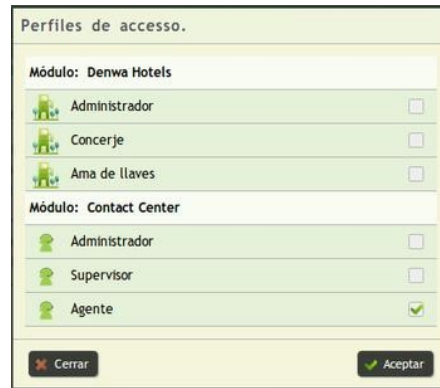 Perfiles de accesso.
Módulo: Denwa Hotels
Administrador
Concerje
Ama de llaves
Módulo: Contact Center
Administrador
Supervisor
Agente
Cerrar
Aceptar